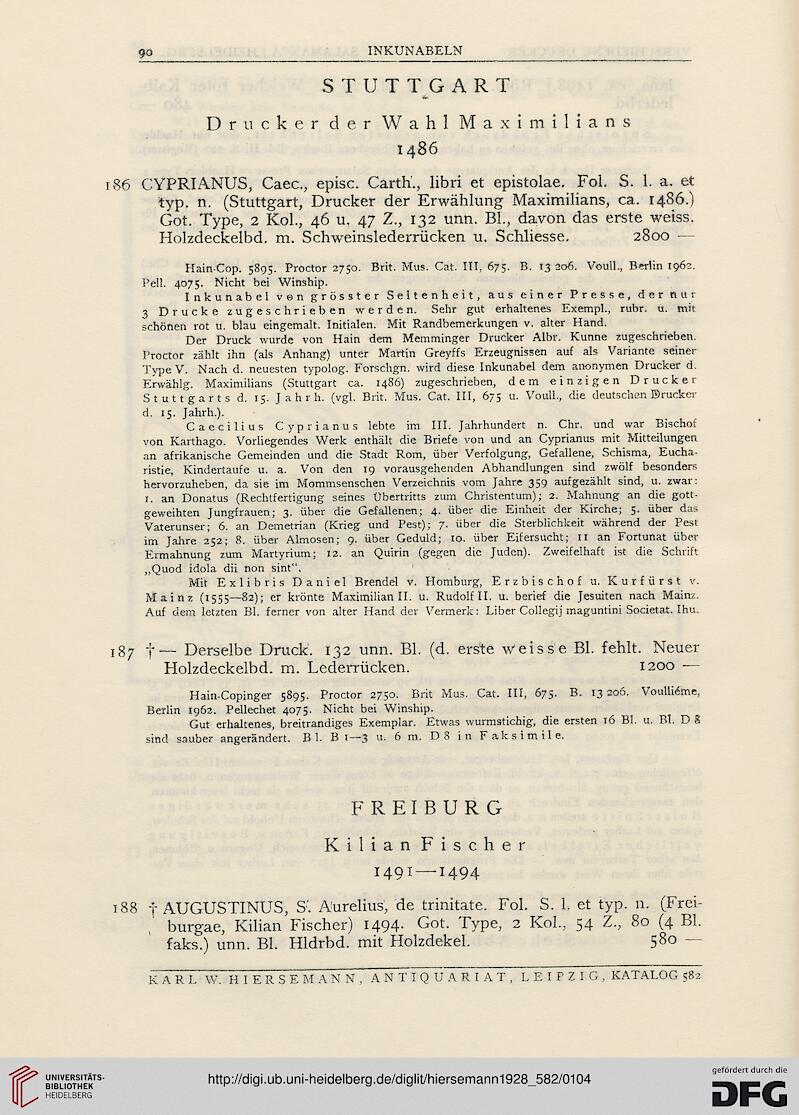 90 INKUNABELN
STUTTGART
Drucker der Wahl Maximilians
1486
186 CYPRIANUS, Caec., episc. Carth., libri et epistolae. Fol. S. l. a. et
typ. n. (Stuttgart, Drucker der Erwählung Maximilians, ca. 1486.)
Got. Type, 2 Kol., 46 u. 47 Z., 132 unn. Bl., davon das erste weiss.
Holzdeckelbd. m. Schweinslederrücken u. Schliesse. 2800 —
Hain-Cop. 5895. Proctor 2750. Brit. Mus. Cat. III, 675. B. 13 206. Voull., Berlin 1962.
Pell. 4075. Nicht bei Winship.
Inkunabel von grösster Seltenheit, aus einer Presse, der nur
3 Drucke zugeschrieben werden. Sehr gut erhaltenes Exempl., rubr. u. mit
schönen rot u. blau eingemalt. Initialen. Mit Randbemerkungen v. alter Hand.
Der Druck wurde von Hain dem Memminger Drucker Albr. Kunne zugeschrieben.
Proctor zählt ihn (als Anhang) unter Martin Greyffs Erzeugnissen auf als Variante seiner
Type V. Nach d. neuesten typolog. Forschgn. wird diese Inkunabel dem anonymen Drucker d.
Erwählg. Maximilians (Stuttgart ca. 1486) zugeschrieben, dem einzigen Drucker
Stuttgarts d. 15. Jahrh. (vgl. Brit. Mus. Cat. III, 675 u. Voull., die deutschen Drucker
d. 15. Jahrh.).
Caecilius Cyprianus lebte im III. Jahrhundert n. Chr. und war Bischof
von Karthago. Vorliegendes Werk enthält die Briefe von und an Cyprianus mit Mitteilungen
an afrikanische Gemeinden und die Stadt Rom, über Verfolgung, Gefallene, Schisma, Eucha-
ristie, Kindertaufe u. a. Von den 19 vorausgehenden Abhandlungen sind zwölf besonders
hervorzuheben, da sie im Mommsenschen Verzeichnis vom Jahre 359 aufgezählt sind, u. zwar:
1. an Donatus (Rechtfertigung seines Übertritts zum Christentum); 2. Mahnung an die gott-
geweihten Jungfrauen; 3. über die Gefallenen; 4. über die Einheit der Kirche; 5. über das
Vaterunser; 6. an Demetrian (Krieg und Pest); 7. über die Sterblichkeit während der Pest
im Jahre 252; 8. über Almosen; 9. über Geduld; 10. über Eifersucht; 11 an Fortunat über
Ermahnung zum Martyrium; 12. an Quirin (gegen die Juden). Zweifelhaft ist die Schrift
„Quod idola dii non sint“.
Mit Exlibris Daniel Brendel v. Homburg, Erzbischof u. Kurfürst v.
Mainz (1555—82); er krönte Maximilian II. u. Rudolf II. u. berief die Jesuiten nach Mainz.
Auf dem letzten Bl. ferner von alter Hand der Vermerk: Liber Collegij maguntini Societat. Ihu.
187 † — Derselbe Druck. 132 unn. Bl. (d. erste weisse Bl. fehlt. Neuer
Holzdeckelbd. m. Lederrücken. 1200 —
Hain-Copinger 5895. Proctor 2750. Brit Mus. Cat. III, 675. B. 13 206. Voulliéme,
Berlin 1962. Pellechet 4075. Nicht bei Winship.
Gut erhaltenes, breitrandiges Exemplar. Etwas wurmstichig, die ersten 16 Bl. u. Bl. D 8
sind sauber angerändert. Bl. B 1—3 u. 6 m. D 8 in Faksimile.
FREIBURG
Kilian Fischer
1491—1494
188 † AUGUSTINUS, S. Aurelius, de trinitate. Fol. S. l. et typ. n. (Frei-
burgae, Kilian Fischer) 1494. Got. Type, 2 Kol., 54 Z., 80 (4 Bl.
faks.) unn. Bl. Hldrbd. mit Holzdekel. 580 —
KARL W. HIERSEMANN, ANTIQUARIAT, LEIPZIG, KATALOG 582
UNIVERSITÄTS-
BIBLIOTHEK
HEIDELBERG
http://digi.ub.uni-heidelberg.de/diglit/hiersemann1928_582/0104
gefördert durch die
DFG